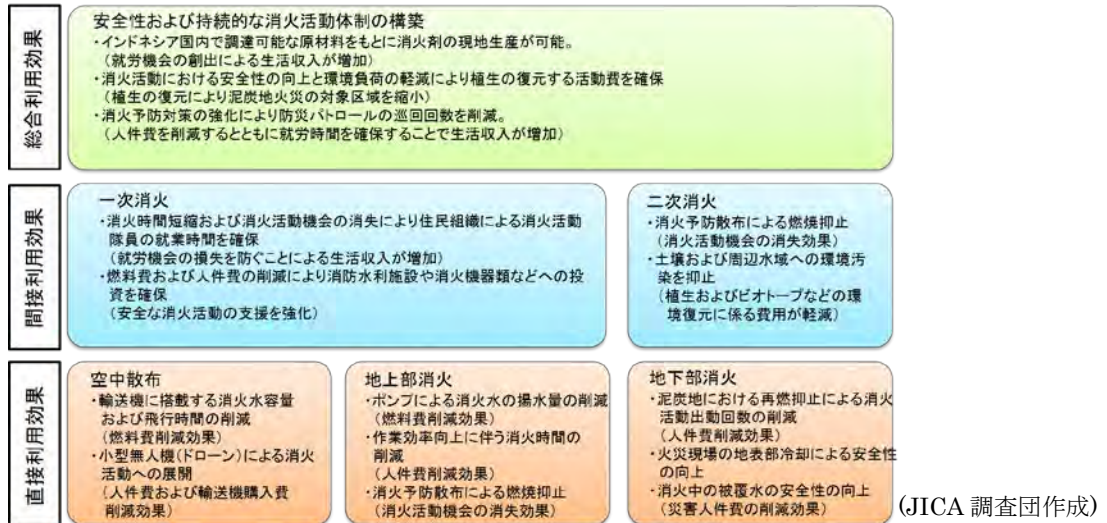 総合利用効果
安全性および持続的な消火活動体制の構築
・インドネシア国内で調達可能な原材料をもとに消火剤の現地生産が可能。
(就労機会の創出による生活収入が増加)
・消火活動における安全性の向上と環境負荷の軽減により植生の復元する活動費を確保
(植生の復元により泥炭地火災の対象区域を縮小)
・消火予防対策の強化により防災パトロールの巡回回数を削減。
(人件費を削減するとともに就労時間を確保することで生活収入が増加)
間接利用効果
一次消火
・消火時間短縮および消火活動機会の消失により住民組織による消火活動
隊員の就業時間を確保
(就労機会の損失を防ぐことによる生活収入が増加)
・燃料費および人件費の削減により消防水利施設や消火機器類などへの投
資を確保
(安全な消火活動の支援を強化)
二次消火
・消火予防散布による燃焼抑止
(消火活動機会の消失効果)
・土壌および周辺水域への環境汚
染を抑止
(植生およびビオトープなどの環
境復元に係る費用が軽減)
直接利用効果
空中散布
・輸送機に搭載する消火水容量
および飛行時間の削減
(燃料費削減効果)
・小型無人機(ドローン)による消火
活動への展開
(人件費および輸送機購入費
削減効果)
地上部消火
・ポンプによる消火水の揚水量の削減
(燃料費削減効果)
・作業効率向上に伴う消火時間の
削減
(人件費削減効果)
・消火予防散布による燃焼抑止
(消火活動機会の消失効果)
地下部消火
・泥炭地における再燃抑止による消火
活動出動回数の削減
(人件費削減効果)
・火災現場の地表部冷却による安全性
の向上
・消火中の被覆水の安全性の向上
(災害人件費の削減効果)
(JICA 調査団作成)